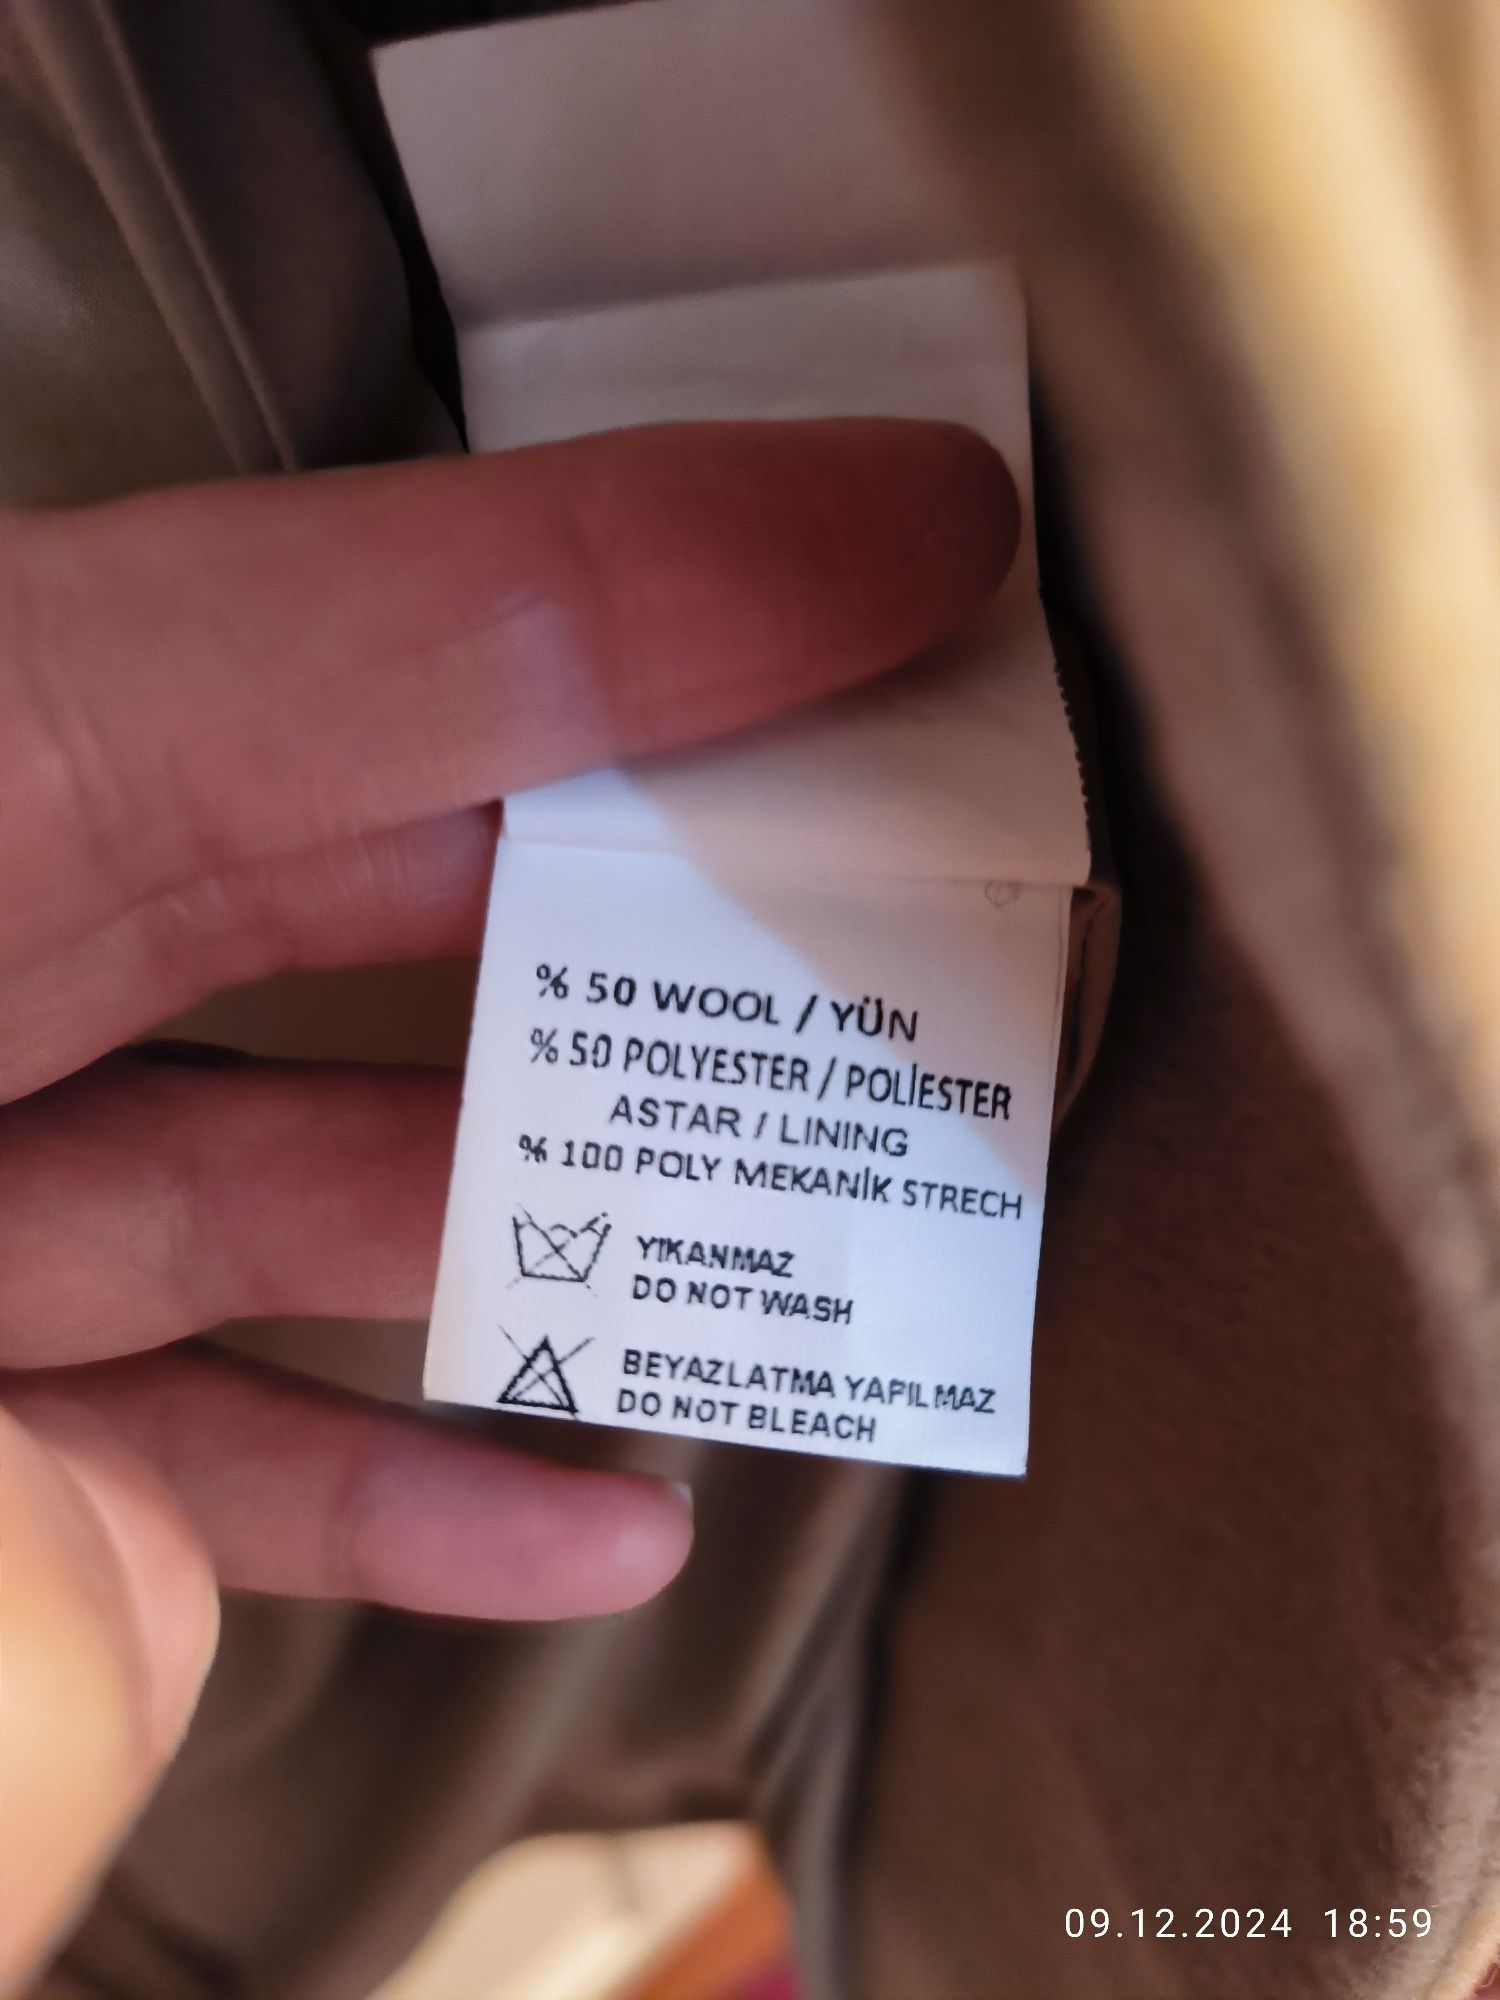 % 50 WOOL / YÜN
% 50 POLYESTER / POLİESTER
ASTAR / LINING
% 100 POLY MEKANİK STRECH
YIKANMAZ
DO NOT WASH
BEYAZLATMA YAPILMAZ
DO NOT BLEACH
09.12.2024 18:59